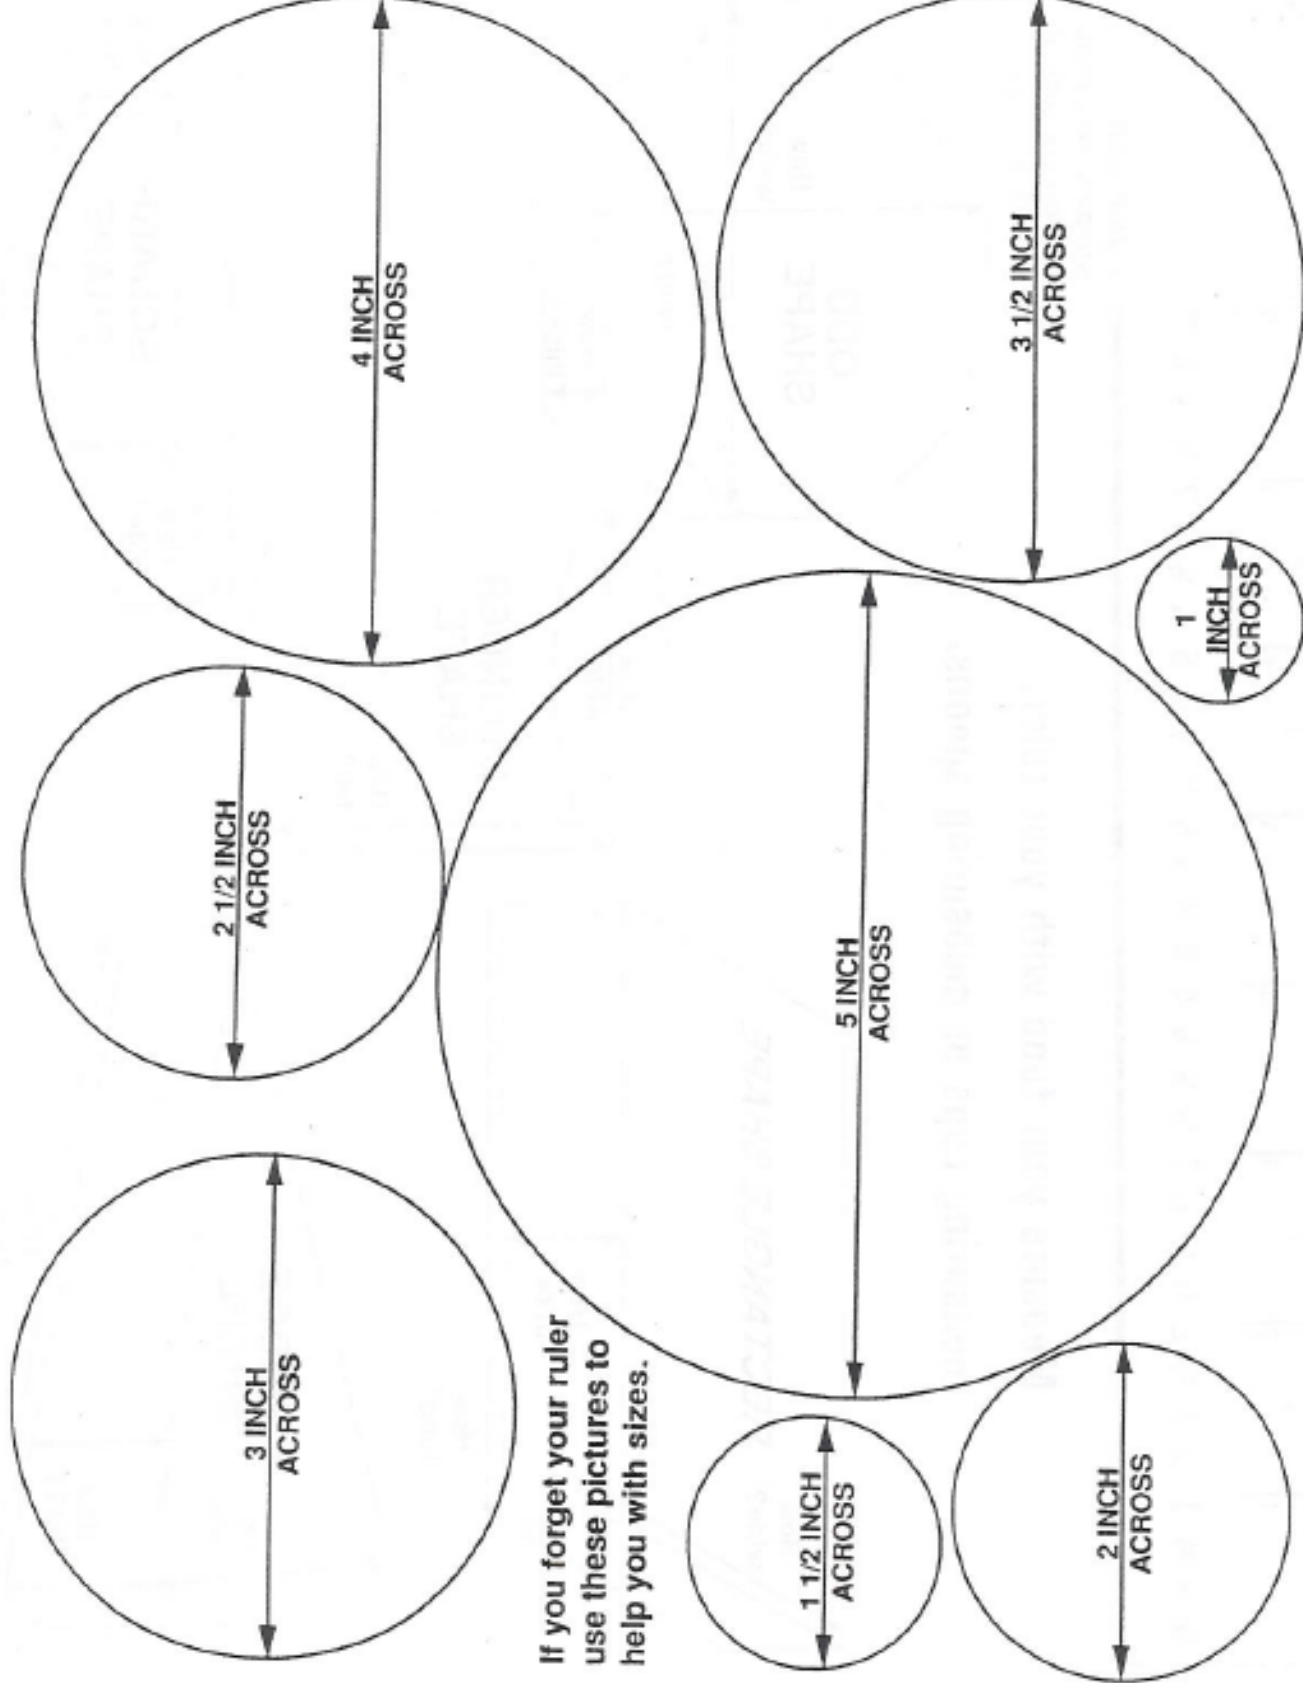 3 INCH
ACROSS
2 1/2 INCH
ACROSS
4 INCH
ACROSS
If you forget your ruler
use these pictures to
help you with sizes.
5 INCH
ACROSS
1 1/2 INCH
ACROSS
2 INCH
ACROSS
1
INCH
ACROSS
3 1/2 INCH
ACROSS